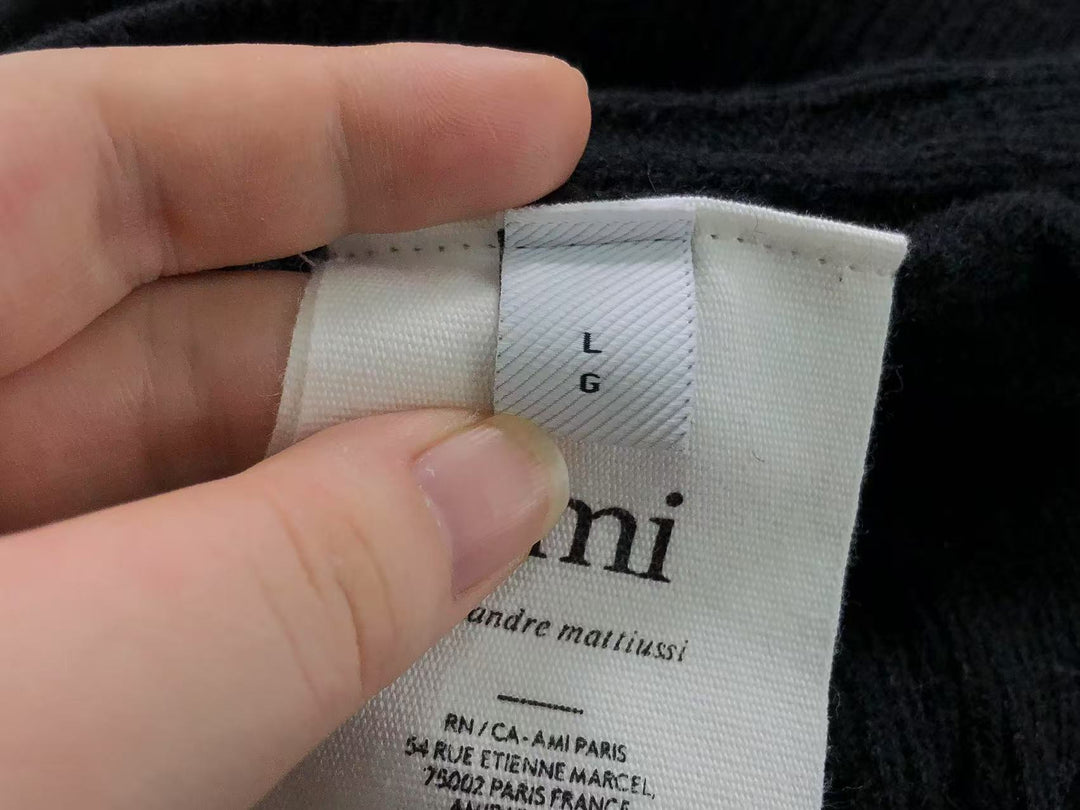 L
G
mi
andre mattiussi
RN / CA - AMI PARIS
54 RUE ETIENNE MARCEL,
75002 PARIS FRANCE